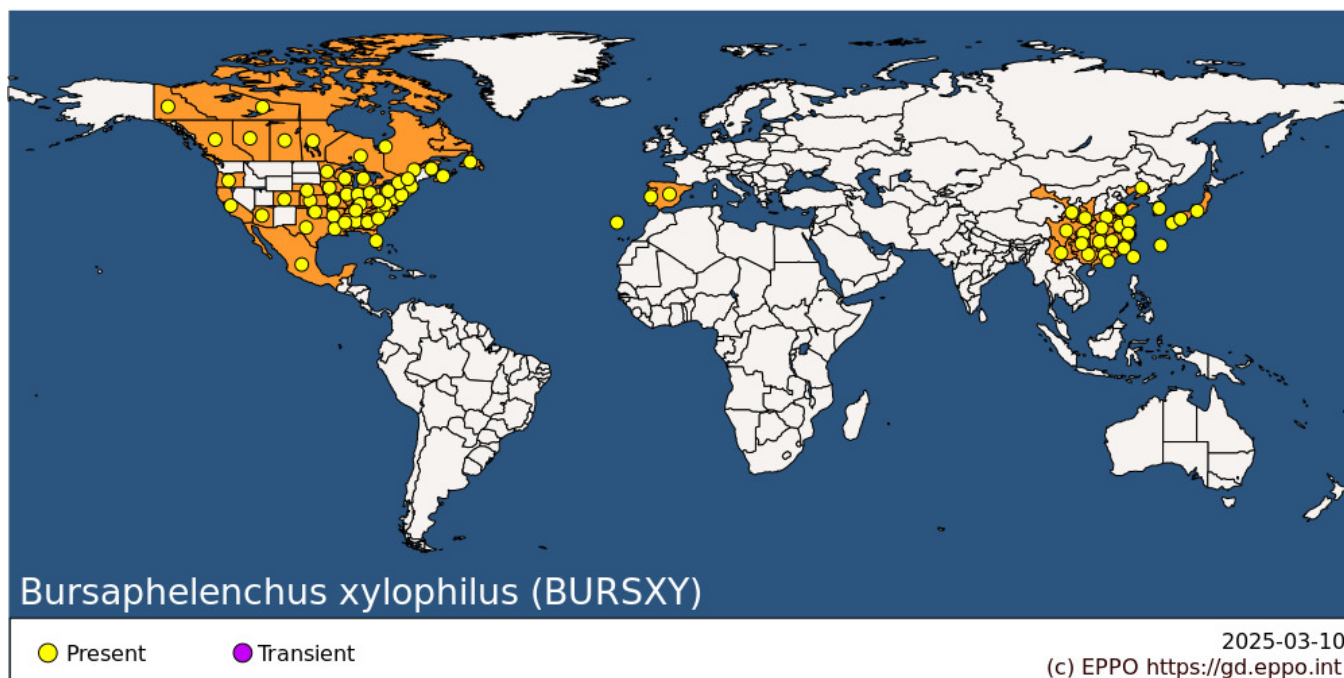 Bursaphelenchus xylophilus (BURSXY)
Present
Transient
2025-03-10
(c) EPPO https://gd.eppo.int